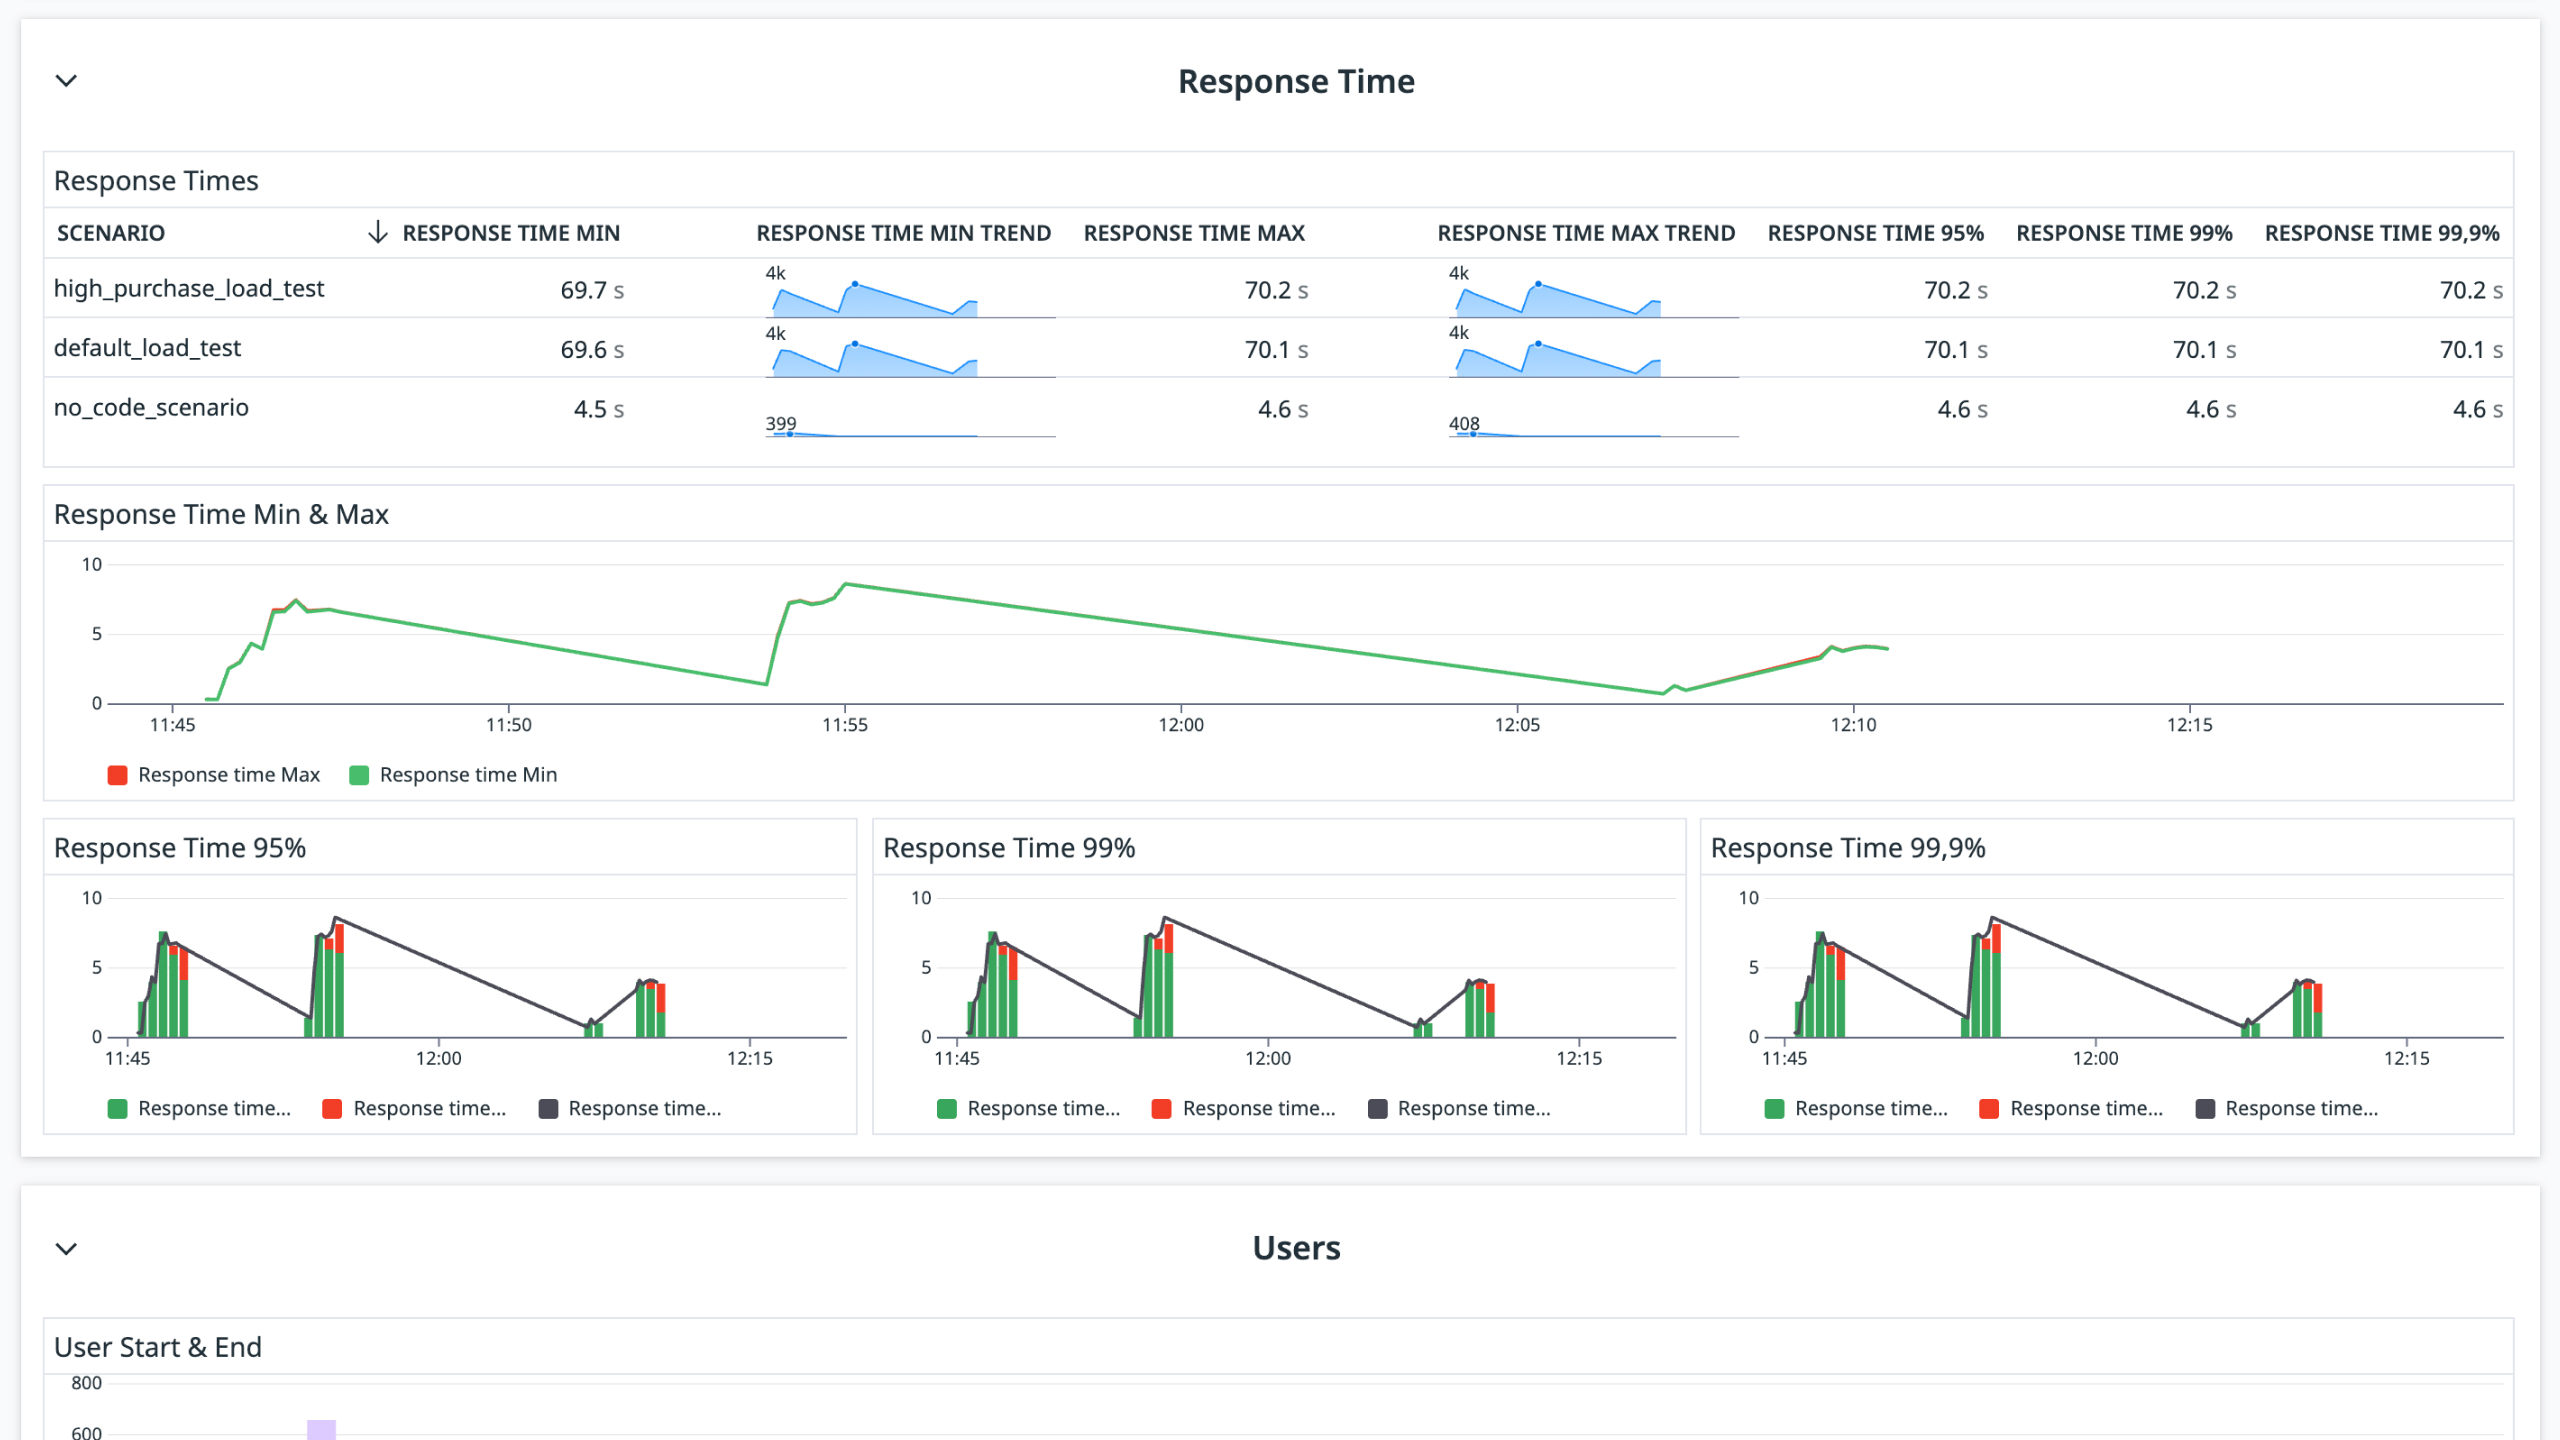 Response Time
Response Times
SCENARIO RESPONSE TIME MIN RESPONSE TIME MIN TREND RESPONSE TIME MAX RESPONSE TIME MAX TREND RESPONSE TIME 95% RESPONSE TIME 99% RESPONSE TIME 99,9%
high_purchase_load_test 69.7 s 4k 70.2 s 4k 70.2 s 70.2 s 70.2 s
default_load_test 69.6 s 4k 70.1 s 4k 70.1 s 70.1 s 70.1 s
no_code_scenario 4.5 s 399 4.6 s 408 4.6 s 4.6 s 4.6 s
Response Time Min & Max
10
5
0
11:45 11:50 11:55 12:00 12:05 12:10 12:15
Response time Max Response time Min
Response Time 95%
10
5
0
11:45 12:00 12:15
Response time... Response time... Response time...
Response Time 99%
10
5
0
11:45 12:00 12:15
Response time... Response time... Response time...
Response Time 99,9%
10
5
0
11:45 12:00 12:15
Response time... Response time... Response time...
Users
User Start & End
800
600